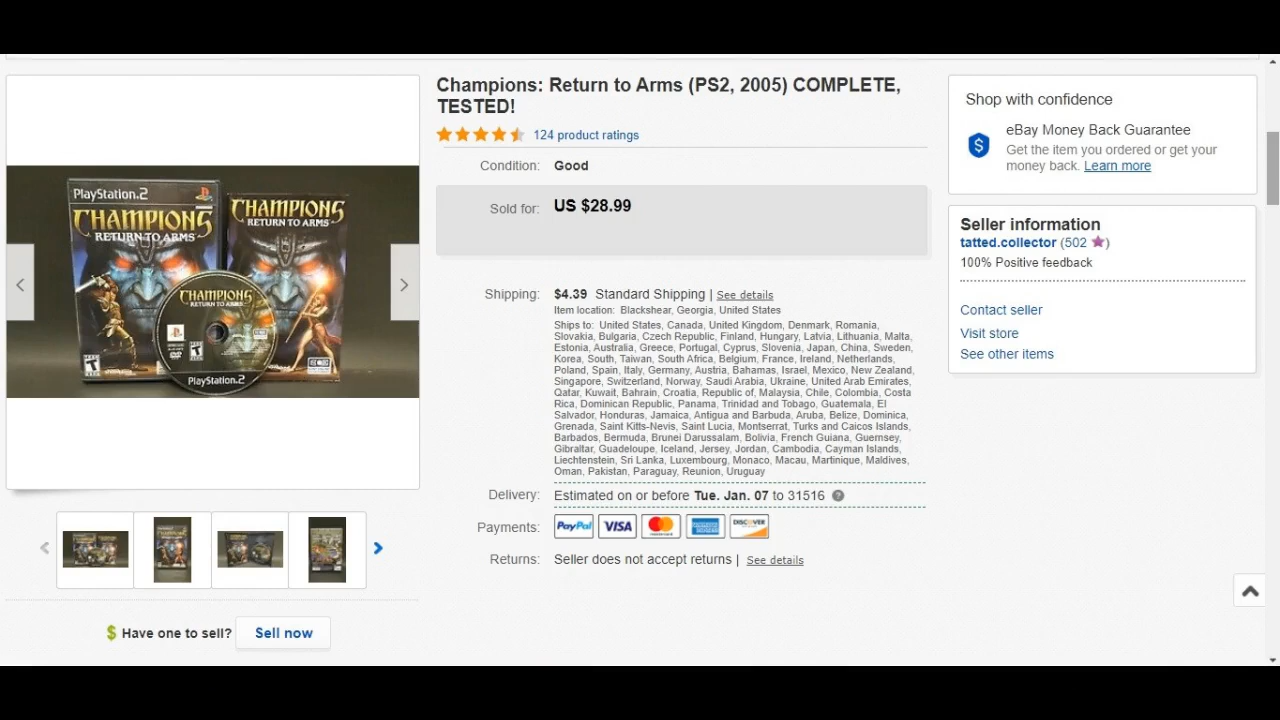 Champions: Return to Arms (PS2, 2005) COMPLETE,
TESTED!
124 product ratings
Condition: Good
Sold for: US $28.99
Shipping: $4.39 Standard Shipping | See details
Item location: Blackshear, Georgia, United States
Ships to: United States, Canada, United Kingdom, Denmark, Romania,
Slovakia, Bulgaria, Czech Republic, Finland, Hungary, Latvia, Lithuania, Malta,
Estonia, Australia, Greece, Portugal, Cyprus, Slovenia, Japan, China, Sweden,
Korea, South, Taiwan, South Africa, Belgium, France, Ireland, Netherlands,
Poland, Spain, Italy, Germany, Austria, Bahamas, Israel, Mexico, New Zealand,
Singapore, Switzerland, Norway, Saudi Arabia, Ukraine, United Arab Emirates,
Qatar, Kuwait, Bahrain, Croatia, Republic of, Malaysia, Chile, Colombia, Costa
Rica, Dominican Republic, Panama, Trinidad and Tobago, Guatemala, El
Salvador, Honduras, Jamaica, Antigua and Barbuda, Aruba, Belize, Dominica,
Grenada, Saint Kitts-Nevis, Saint Lucia, Montserrat, Turks and Caicos Islands,
Barbados, Bermuda, Brunei Darussalam, Bolivia, French Guiana, Guernsey,
Gibraltar, Guadeloupe, Iceland, Jersey, Jordan, Cambodia, Cayman Islands,
Liechtenstein, Sri Lanka, Luxembourg, Monaco, Macau, Martinique, Maldives,
Oman, Pakistan, Paraguay, Reunion, Uruguay
Delivery: Estimated on or before Tue. Jan. 07 to 31516
Payments: PayPal VISA DISCOVER
Returns: Seller does not accept returns | See details
Shop with confidence
eBay Money Back Guarantee
Get the item you ordered or get your
money back. Learn more
Seller information
tatted.collector (502)
100% Positive feedback
Contact seller
Visit store
See other items
PlayStation.2
CHAMPIONS
RETURN TO ARMS
CHAMPIONS
RETURN TO ARMS
CHAMPIONS
RETURN TO ARMS
PlayStation.2
$ Have one to sell? Sell now